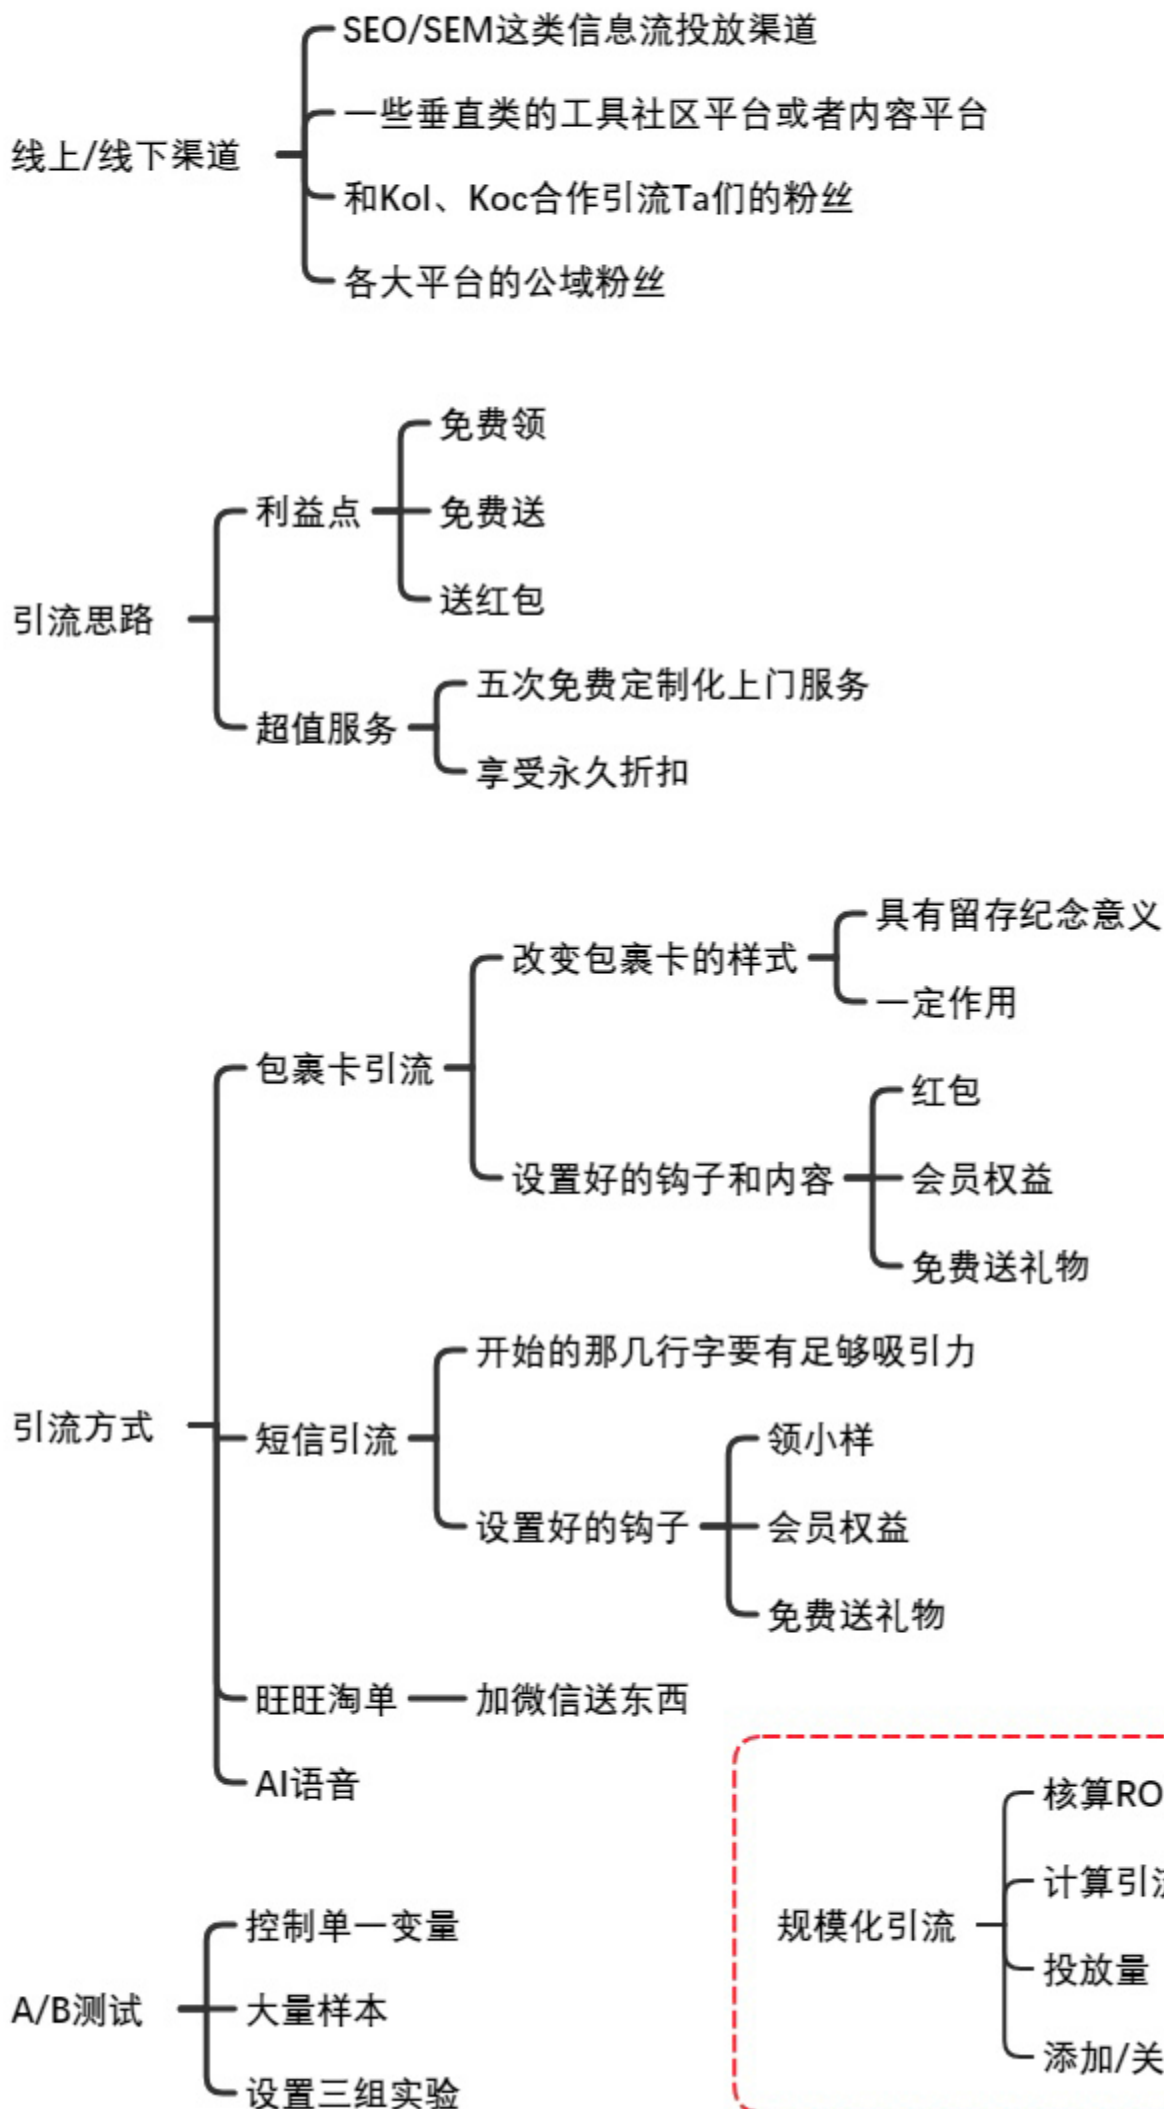 SEO/SEM这类信息流投放渠道
一些垂直类的工具社区平台或者内容平台
线上/线下渠道
和Kol、Koc合作引流Ta们的粉丝
各大平台的公域粉丝
免费领
利益点
免费送
送红包
引流思路
五次免费定制化上门服务
超值服务
享受永久折扣
具有留存纪念意义
改变包裹卡的样式
一定作用
包裹卡引流
红包
设置好的钩子和内容
会员权益
免费送礼物
开始的那几行字要有足够吸引力
引流方式
短信引流
领小样
设置好的钩子
会员权益
免费送礼物
旺旺淘单
加微信送东西
AI语音
核算RO
计算引
规模化引流
投放量
添加/关
控制单一变量
A/B测试
大量样本
设置三组实验